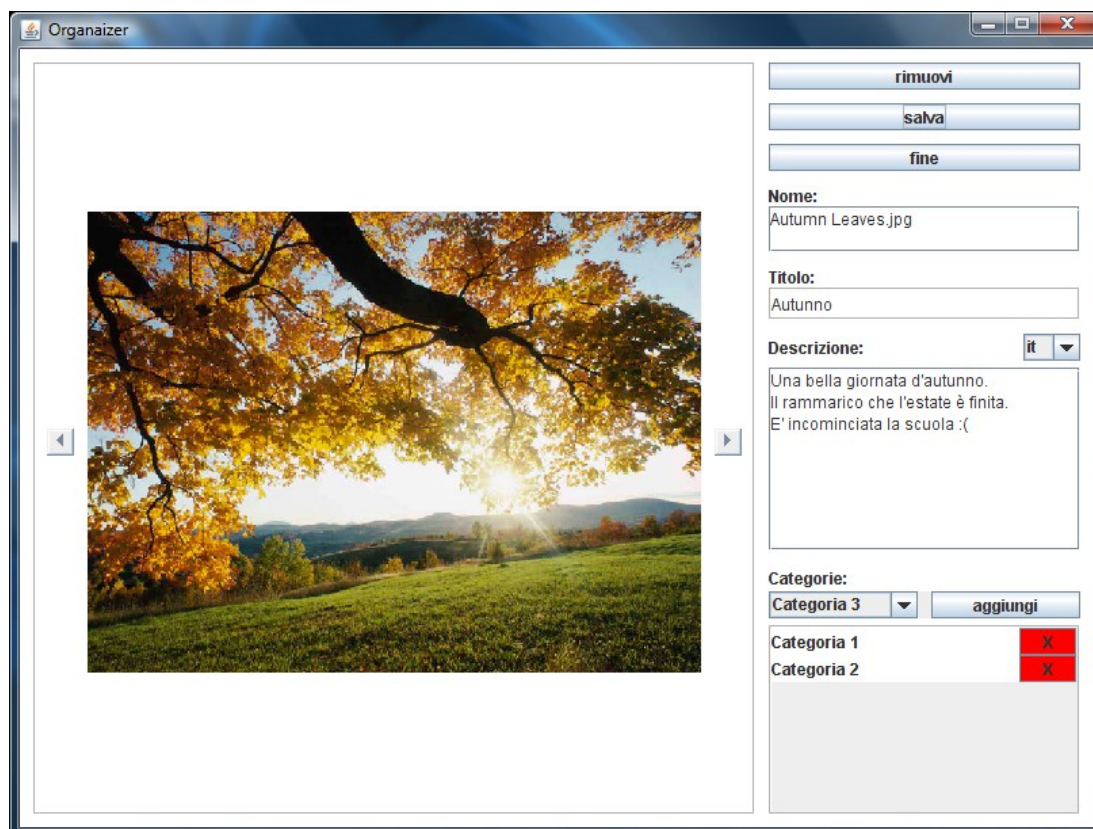 Organaizer
rimuovi
salva
fine
Nome:
Autumn Leaves.jpg
Titolo:
Autunno
Descrizione:
it
Una bella giornata d'autunno.
Il rammarico che l'estate è finita.
E' incominciata la scuola :(
Categorie:
Categoria 3
aggiungi
Categoria 1
X
Categoria 2
X